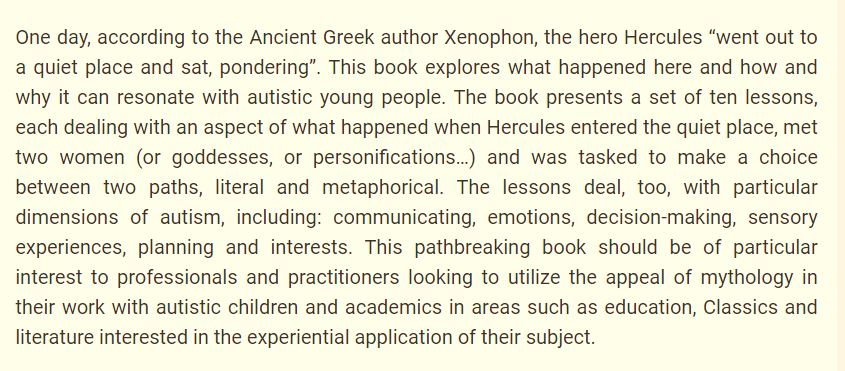 One day, according to the Ancient Greek author Xenophon, the hero Hercules “went out to
a quiet place and sat, pondering”. This book explores what happened here and how and
why it can resonate with autistic young people. The book presents a set of ten lessons,
each dealing with an aspect of what happened when Hercules entered the quiet place, met
two women (or goddesses, or personifications…) and was tasked to make a choice
between two paths, literal and metaphorical. The lessons deal, too, with particular
dimensions of autism, including: communicating, emotions, decision-making, sensory
experiences, planning and interests. This pathbreaking book should be of particular
interest to professionals and practitioners looking to utilize the appeal of mythology in
their work with autistic children and academics in areas such as education, Classics and
literature interested in the experiential application of their subject.